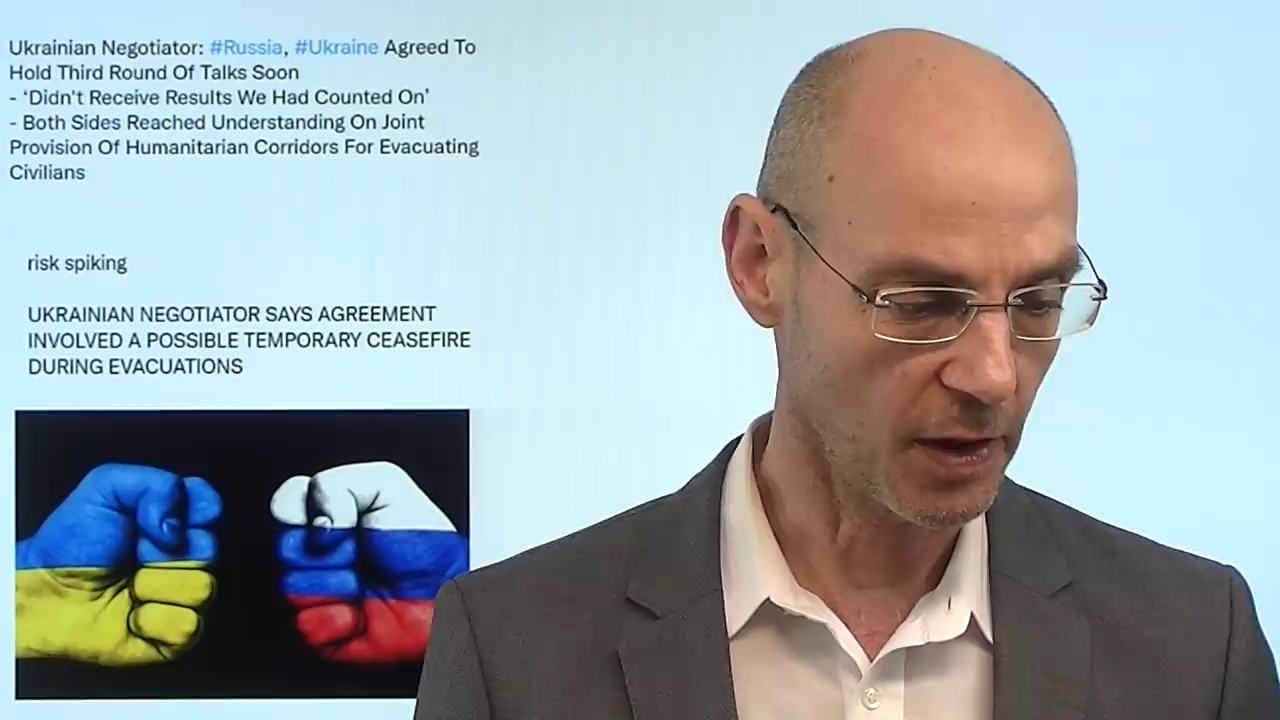 Ukrainian Negotiator: #Russia, #Ukraine Agreed To
Hold Third Round Of Talks Soon
- ‘Didn't Receive Results We Had Counted On’
- Both Sides Reached Understanding On Joint
Provision Of Humanitarian Corridors For Evacuating
Civilians
risk spiking
UKRAINIAN NEGOTIATOR SAYS AGREEMENT
INVOLVED A POSSIBLE TEMPORARY CEASEFIRE
DURING EVACUATIONS